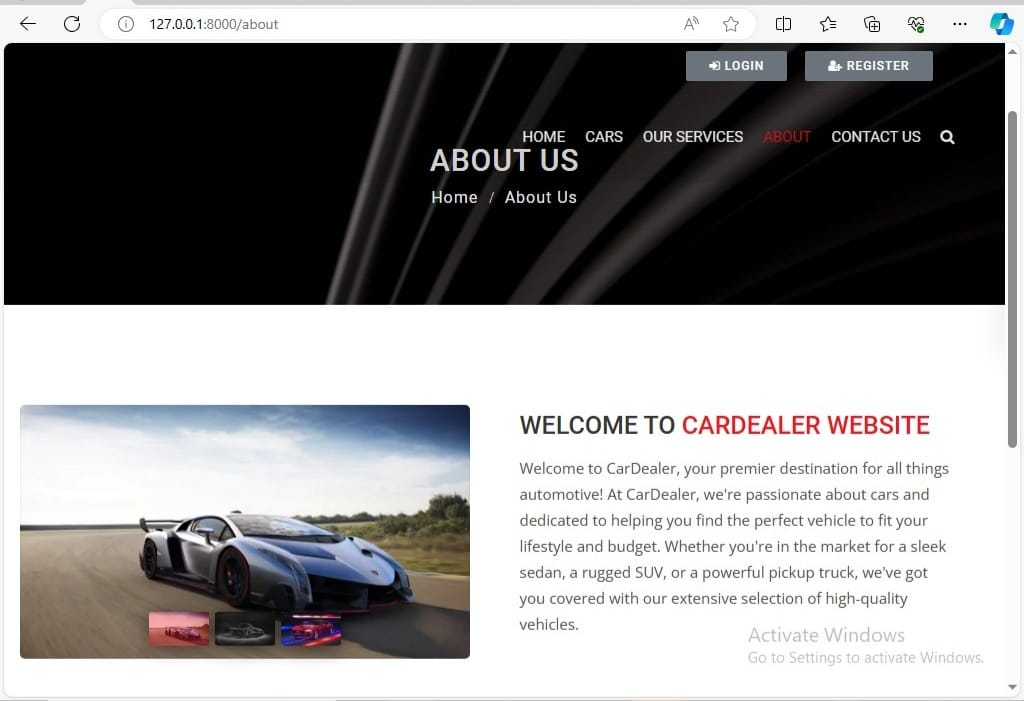 127.0.0.1:8000/about
LOGIN REGISTER
HOME CARS OUR SERVICES ABOUT CONTACT US
ABOUT US
Home / About Us
WELCOME TO CARDEALER WEBSITE
Welcome to CarDealer, your premier destination for all things
automotive! At CarDealer, we're passionate about cars and
dedicated to helping you find the perfect vehicle to fit your
lifestyle and budget. Whether you're in the market for a sleek
sedan, a rugged SUV, or a powerful pickup truck, we've got
you covered with our extensive selection of high-quality
vehicles.
Activate Windows
Go to Settings to activate Windows.